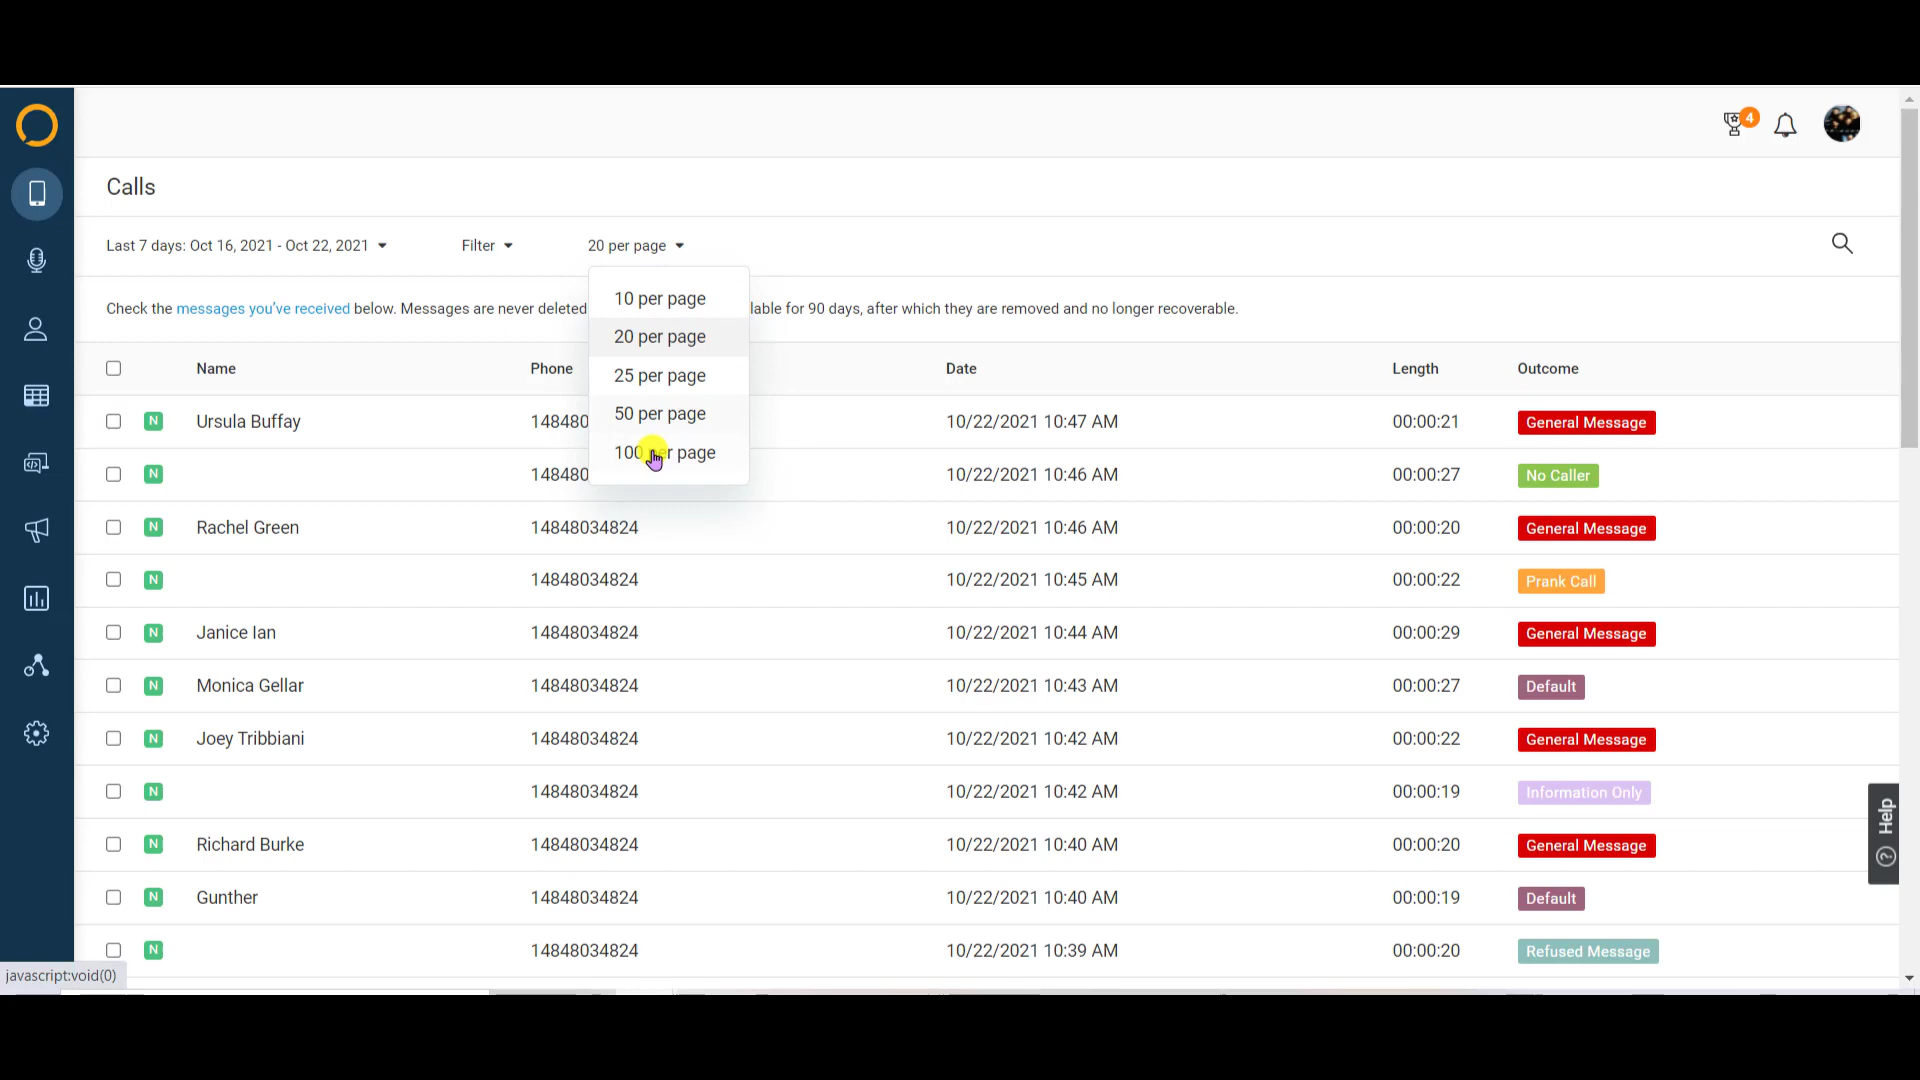 4
Calls
Last 7 days: Oct 16, 2021 - Oct 22, 2021 Filter 20 per page
10 per page
20 per page
25 per page
50 per page
100 per page
Check the messages you've received below. Messages are never deleted lable for 90 days, after which they are removed and no longer recoverable.
Name Phone Date Length Outcome
N Ursula Buffay 148480 10/22/2021 10:47 AM 00:00:21 General Message
N 148480 10/22/2021 10:46 AM 00:00:27 No Caller
N Rachel Green 14848034824 10/22/2021 10:46 AM 00:00:20 General Message
N 14848034824 10/22/2021 10:45 AM 00:00:22 Prank Call
N Janice Ian 14848034824 10/22/2021 10:44 AM 00:00:29 General Message
N Monica Gellar 14848034824 10/22/2021 10:43 AM 00:00:27 Default
N Joey Tribbiani 14848034824 10/22/2021 10:42 AM 00:00:22 General Message
N 14848034824 10/22/2021 10:42 AM 00:00:19 Information Only
N Richard Burke 14848034824 10/22/2021 10:40 AM 00:00:20 General Message
N Gunther 14848034824 10/22/2021 10:40 AM 00:00:19 Default
N 14848034824 10/22/2021 10:39 AM 00:00:20 Refused Message
Help
javascript:void(0)